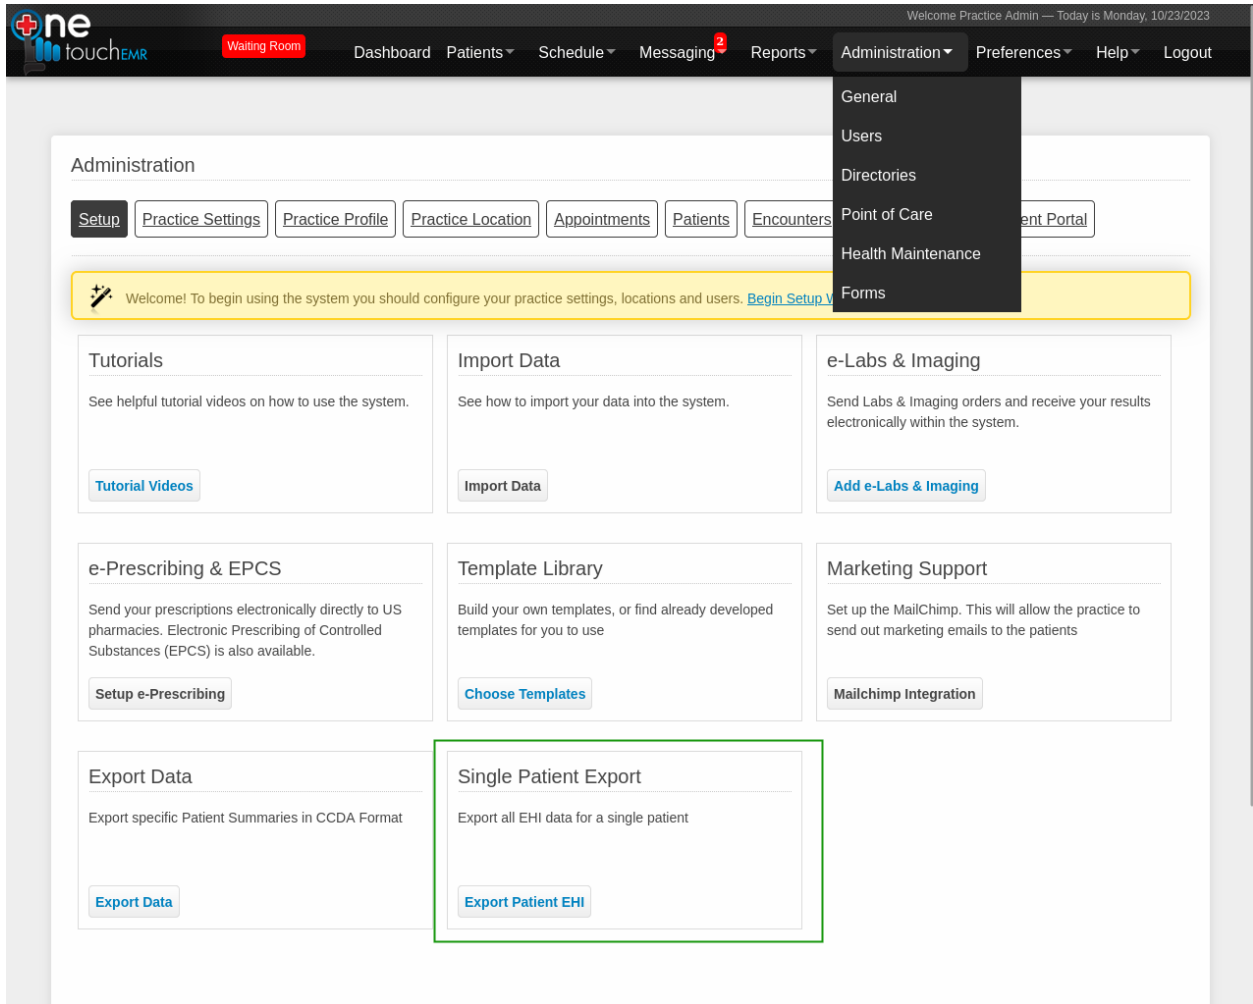 Welcome Practice Admin — Today is Monday, 10/23/2023
One
touchEMR
Waiting Room
Dashboard Patients Schedule Messaging 2 Reports Administration Preferences Help Logout
General
Users
Directories
Point of Care
Health Maintenance
Forms
Administration
Setup Practice Settings Practice Profile Practice Location Appointments Patients Encounters Portal
Welcome! To begin using the system you should configure your practice settings, locations and users. Begin Setup
Tutorials
See helpful tutorial videos on how to use the system.
Tutorial Videos
Import Data
See how to import your data into the system.
Import Data
e-Labs & Imaging
Send Labs & Imaging orders and receive your results
electronically within the system.
Add e-Labs & Imaging
e-Prescribing & EPCS
Send your prescriptions electronically directly to US
pharmacies. Electronic Prescribing of Controlled
Substances (EPCS) is also available.
Setup e-Prescribing
Template Library
Build your own templates, or find already developed
templates for you to use
Choose Templates
Marketing Support
Set up the MailChimp. This will allow the practice to
send out marketing emails to the patients
Mailchimp Integration
Export Data
Export specific Patient Summaries in CCDA Format
Export Data
Single Patient Export
Export all EHI data for a single patient
Export Patient EHI